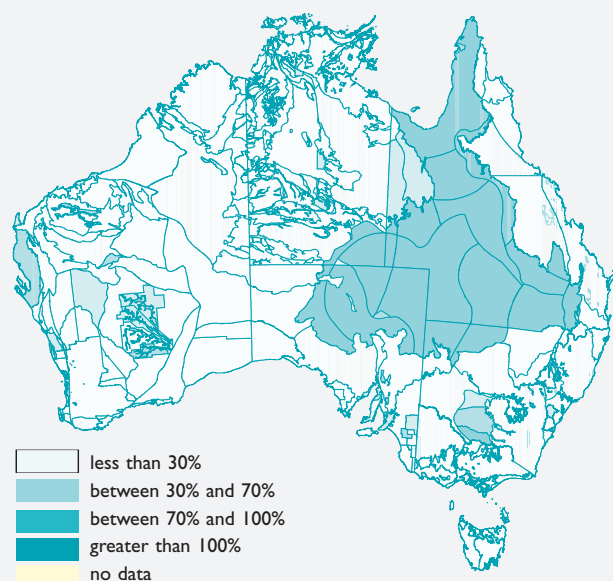 less than 30%
between 30% and 70%
between 70% and 100%
greater than 100%
no data